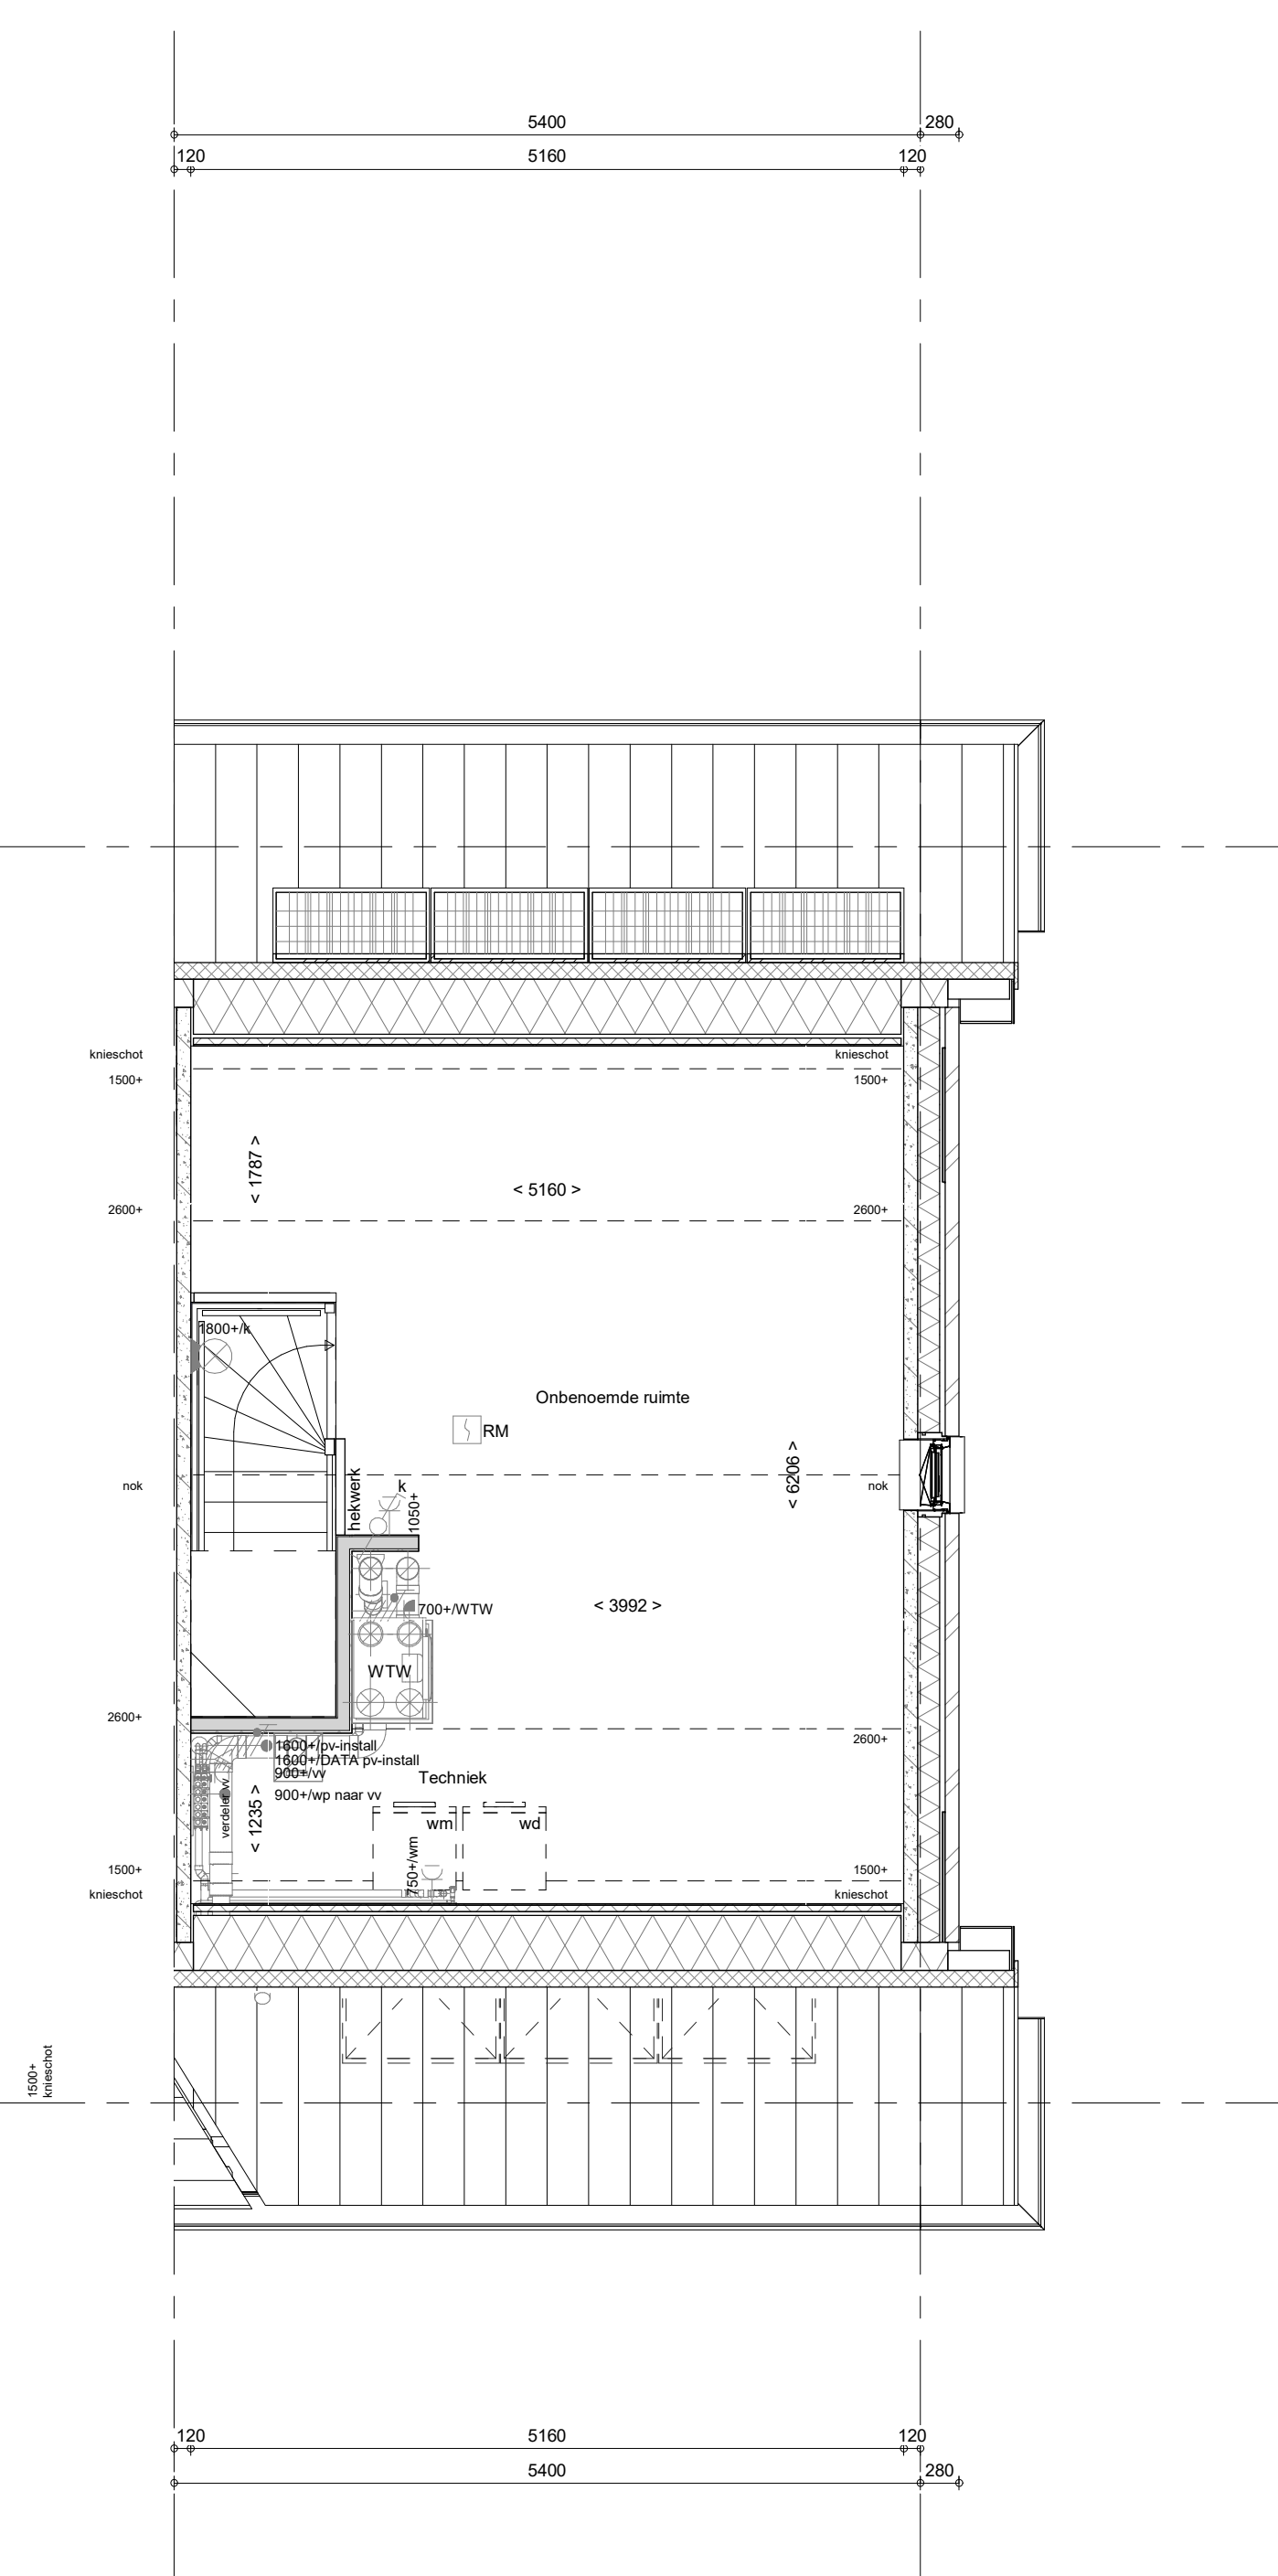 5400
280
120
5160
120
knieschot
knieschot
1500+
1500+
< 1787 >
< 5160 >
2600+
2600+
1800+/k
Onbenoemde ruimte
RM
< 6206 >
nok
nok
hekwerk
k
1050+
< 3992 >
700+/WTW
WTW
2600+
2600+
1600+/pv-install
1600+/DATA pv-install
900+/vv
Techniek
900+/wp naar vv
verdeler vv
< 1235 >
wm
wd
750+/wm
1500+
1500+
knieschot
knieschot
1500+
knieschot
120
5160
120
5400
280